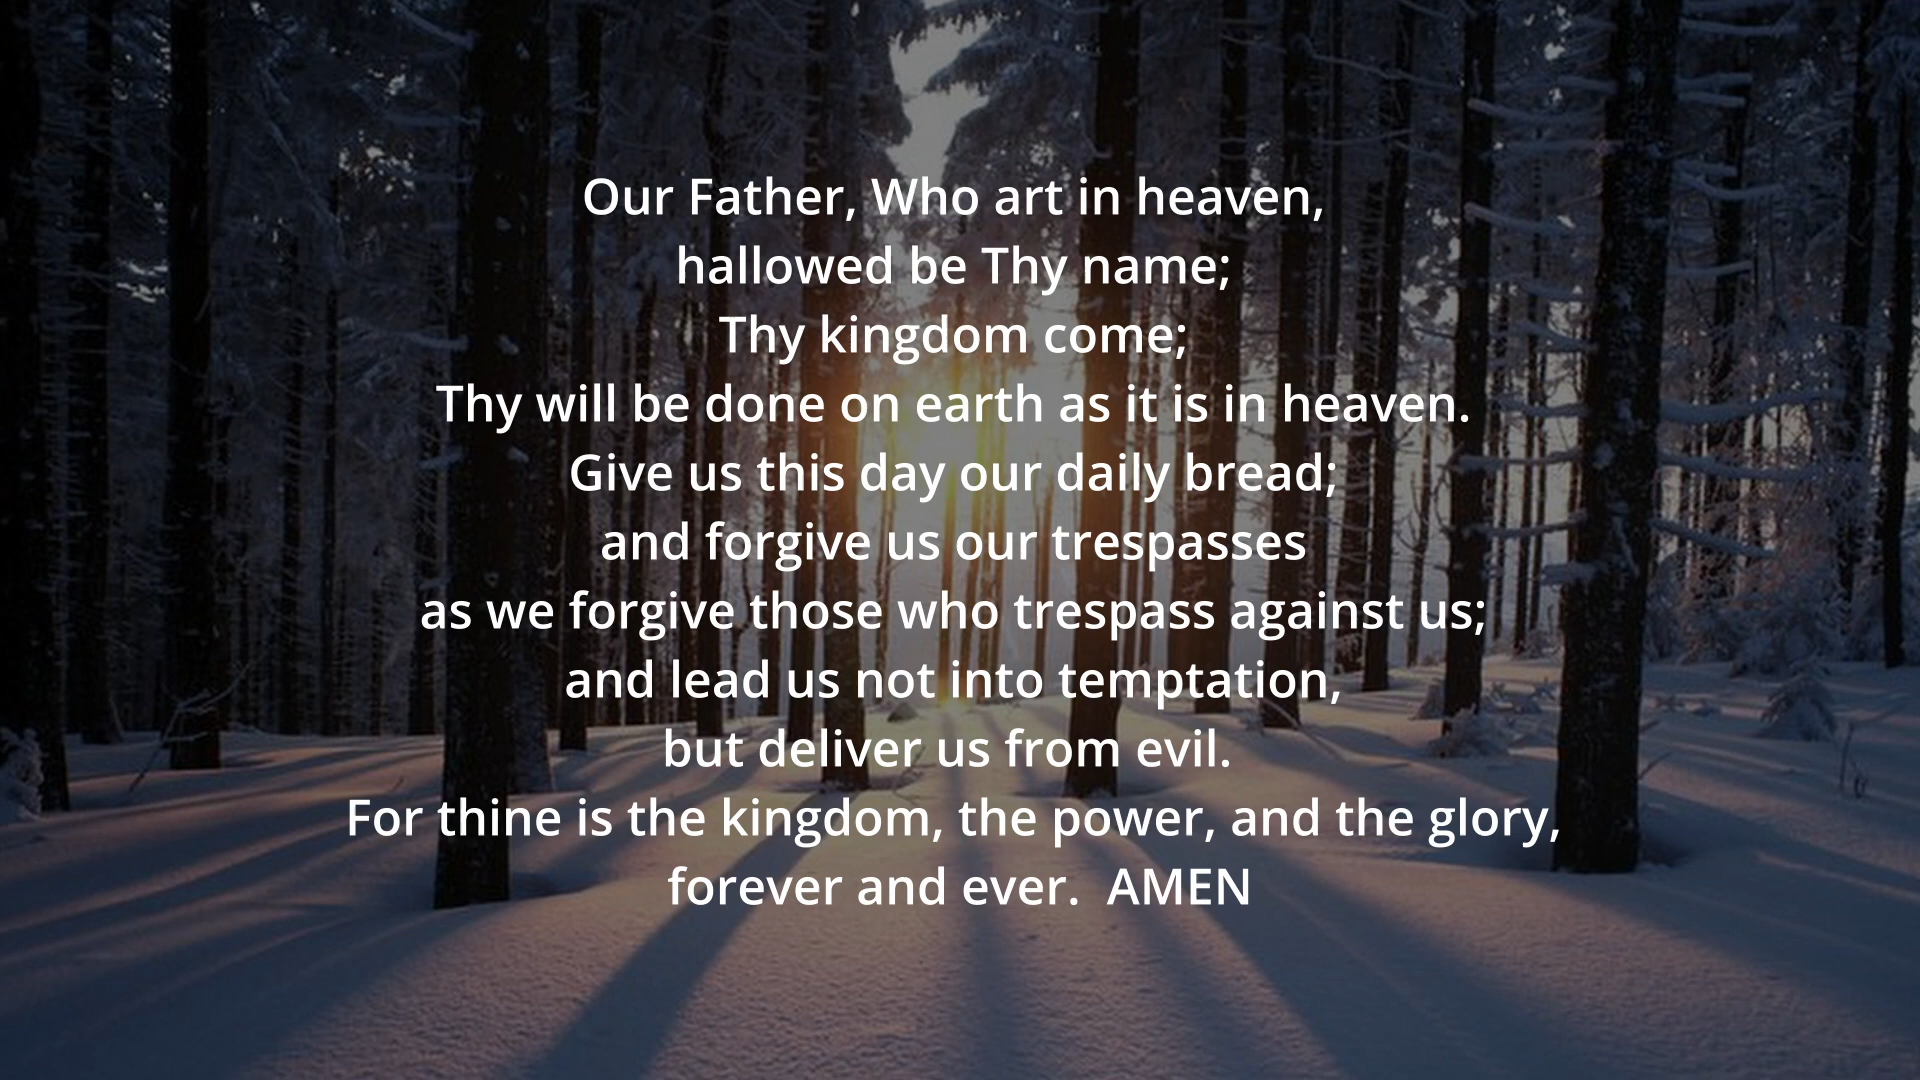 Our Father, Who art in heaven,
hallowed be Thy name;
Thy kingdom come;
Thy will be done on earth as it is in heaven.
Give us this day our daily bread;
and forgive us our trespasses
as we forgive those who trespass against us;
and lead us not into temptation,
but deliver us from evil.
For thine is the kingdom, the power, and the glory,
forever and ever.  AMEN